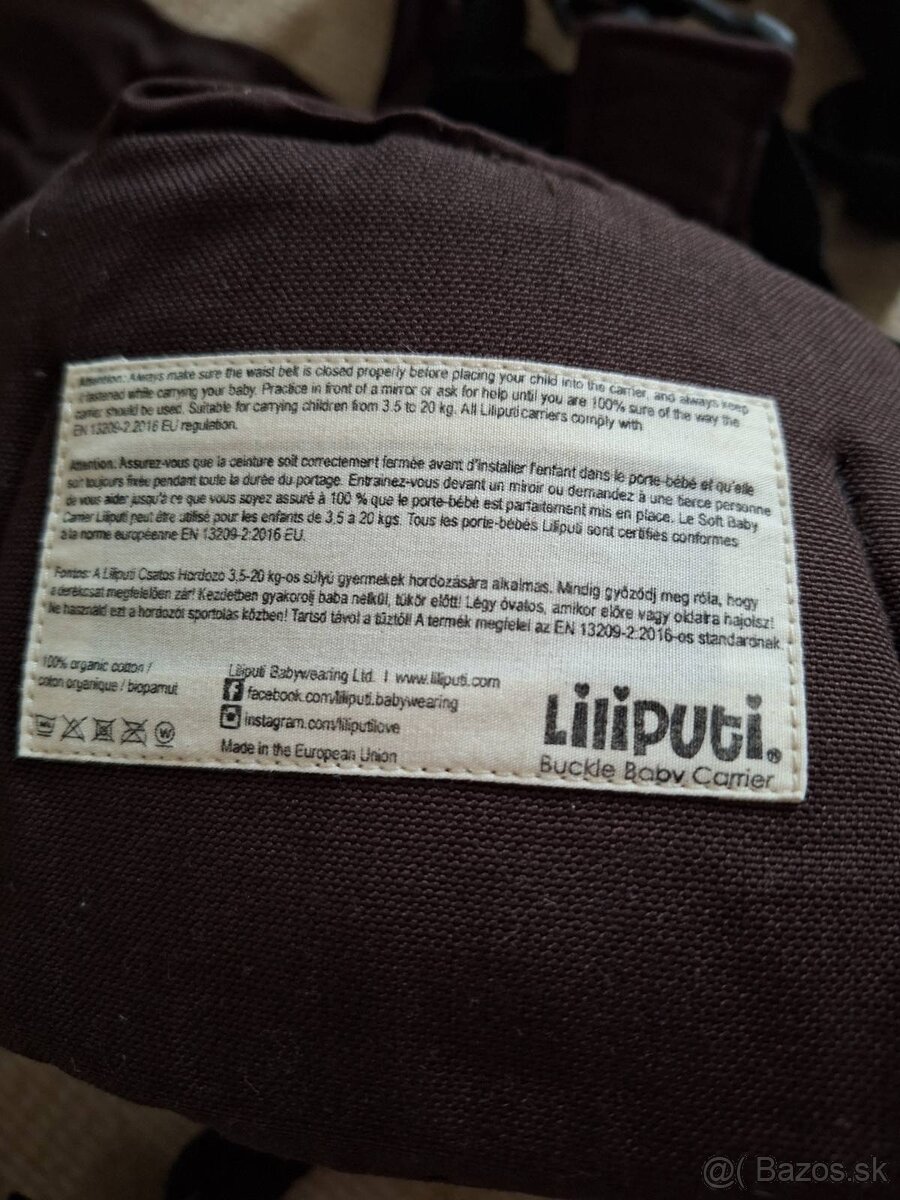 Attention: Always make sure the waist belt is closed properly before placing your child into the carrier, and always keep
it fastened while carrying your baby. Practice in front of a mirror or ask for help until you are 100% sure of the way the
carrier should be used. Suitable for carrying children from 3.5 to 20 kg. All Liliputi carriers comply with
EN 13209-2:2016 EU regulation.
Attention. Assurez-vous que la ceinture soit correctement fermée avant d'installer l'enfant dans le porte-bébé et qu'elle
soit toujours fixée pendant toute la durée du portage. Entrainez-vous devant un miroir ou demandez à une tierce personne
de vous aider jusqu'à ce que vous soyez assuré à 100 % que le porte-bébé est parfaitement mis en place. Le Soft Baby
Carrier Liliputi peut être utilisé pour les enfants de 3,5 à 20 kgs. Tous les porte-bébés Liliputi sont certifiés conformes
à la norme européenne EN 13209-2:2016 EU.
Fontos: A Liliputi Csatos Hordozó 3,5-20 kg-os súlyú gyermekek hordozására alkalmas. Mindig győződj meg róla, hogy
a derékcsat megfelelően zár! Kezdetben gyakorolj baba nélkül, tükör előtt! Légy óvatos, amikor előre vagy oldalra hajolsz!
Ne használd ezt a hordozót sportolás közben! Tartsd távol a tűztől! A termék megfelel az EN 13209-2:2016-os standardnek.
100% organic cotton /
coton organique / biopamut
Liliputi Babywearing Ltd. I www.liliputi.com
facebook.com/liliputi.babywearing
instagram.com/liliputilove
Made in the European Union
Liliputi®
Buckle Baby Carrier
@( Bazos.sk